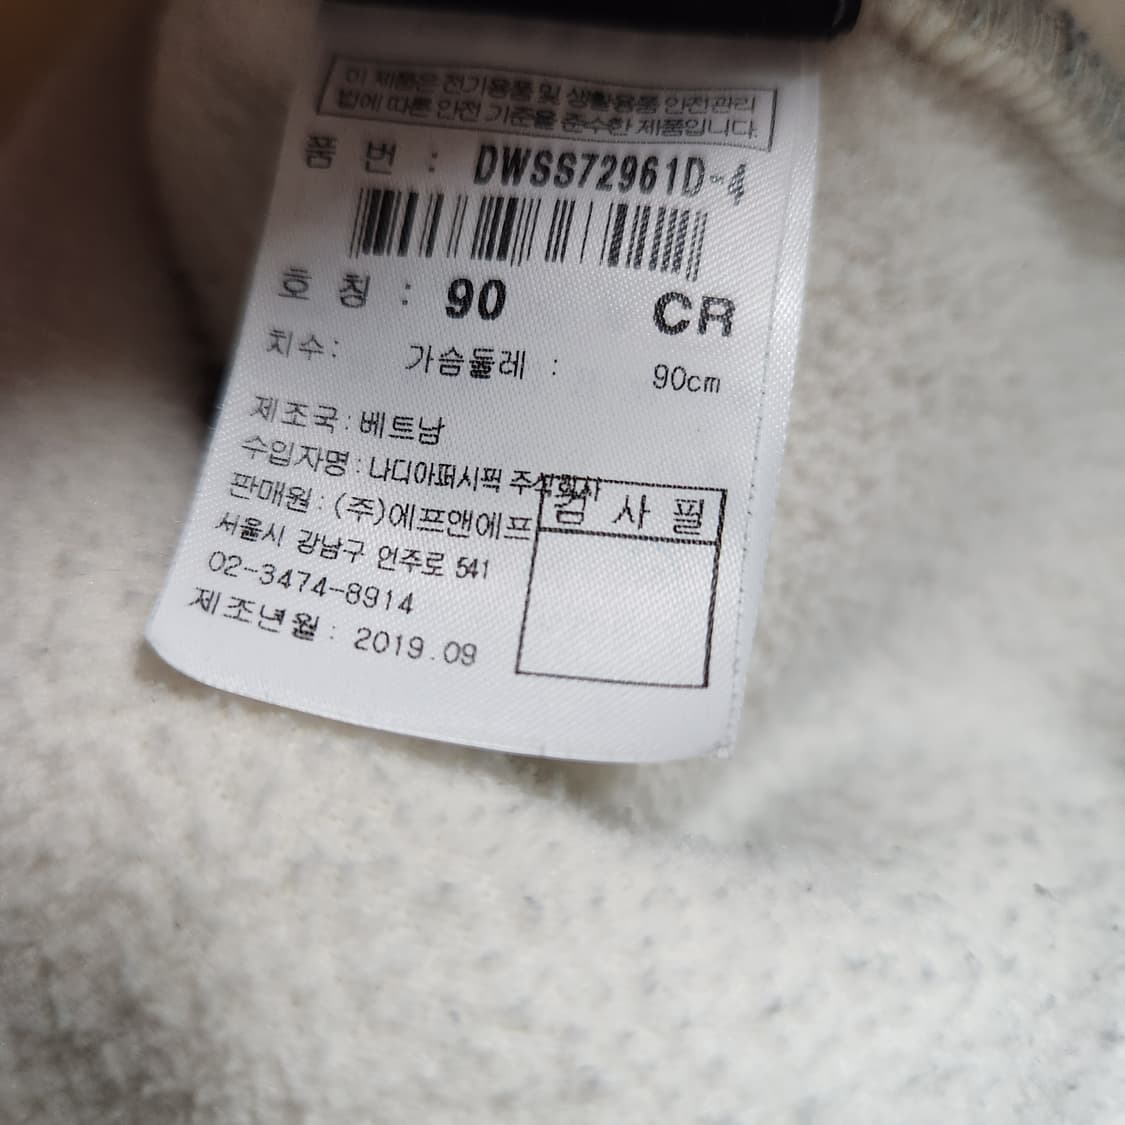 이 제품은 전기용품 및 생활용품 안전관리
법에 따른 안전 기준을 준수한 제품입니다.
품 번 : DWSS72961D-4
호 칭 : 90 CR
치수: 가슴둘레 : 90cm
제조국: 베트남
수입자명: 나디아퍼시픽 주식회사
판매원: (주)에프앤에프
검 사 필
서울시 강남구 언주로 541
02-3474-8914
제조년월: 2019.09